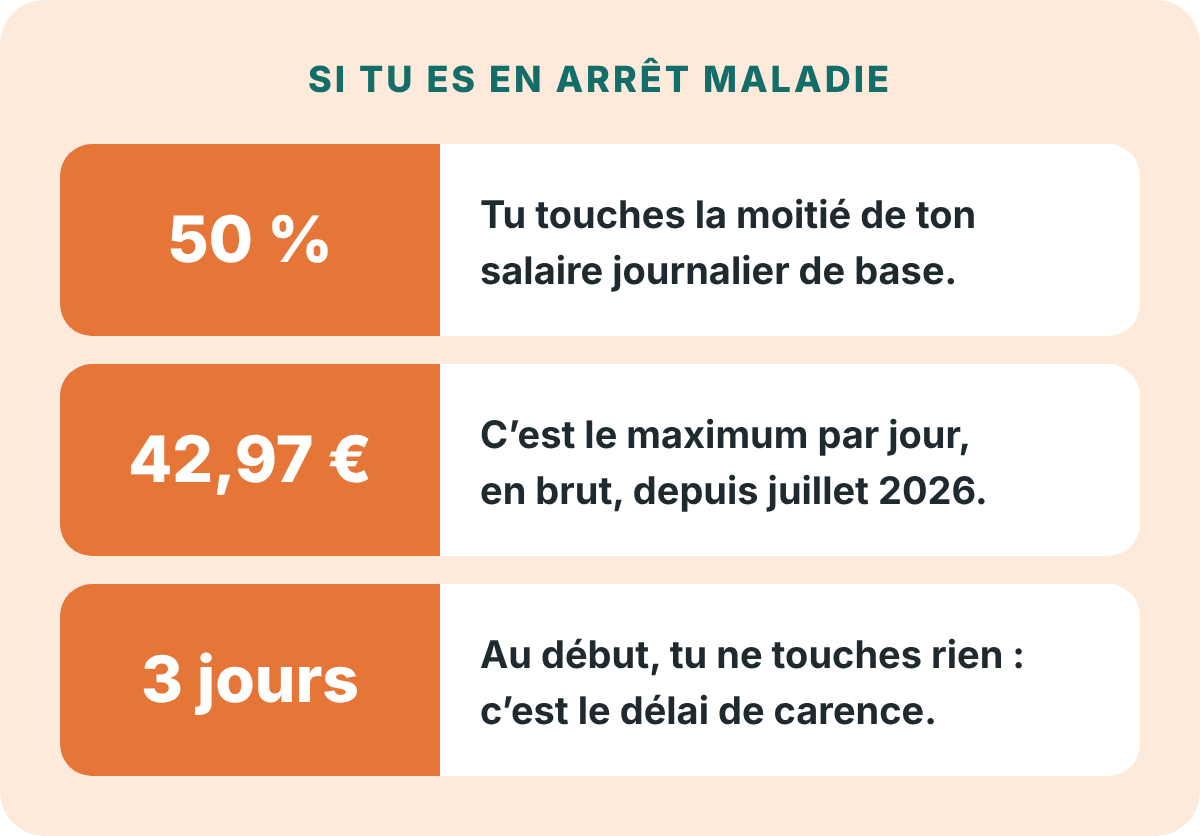 SI TU ES EN ARRÊT MALADIE
50 %
Tu touches la moitié de ton
salaire journalier de base.
42,97 €
C’est le maximum par jour,
en brut, depuis juillet 2026.
3 jours
Au début, tu ne touches rien :
c’est le délai de carence.